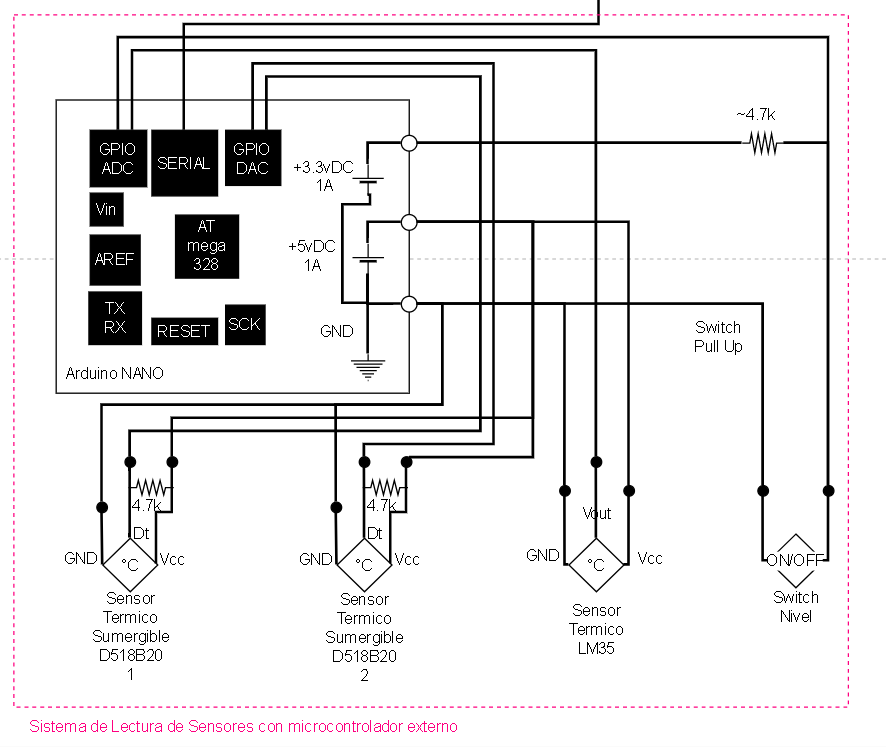 ~4.7k
GPIO
ADC
SERIAL
GPIO
DAC
+3.3vDC
1A
Vin
AT
mega
328
AREF
+5vDC
1A
TX
RX
RESET
SCK
GND
Arduino NANO
Switch
Pull Up
4.7k
4.7k
Dt
Dt
Vout
GND
°C
Vcc
GND
°C
Vcc
GND
°C
Vcc
ON/OFF
Sensor
Termico
Sumergible
D518B20
1
Sensor
Termico
Sumergible
D518B20
2
Sensor
Termico
LM35
Switch
Nivel
Sistema de Lectura de Sensores con microcontrolador externo